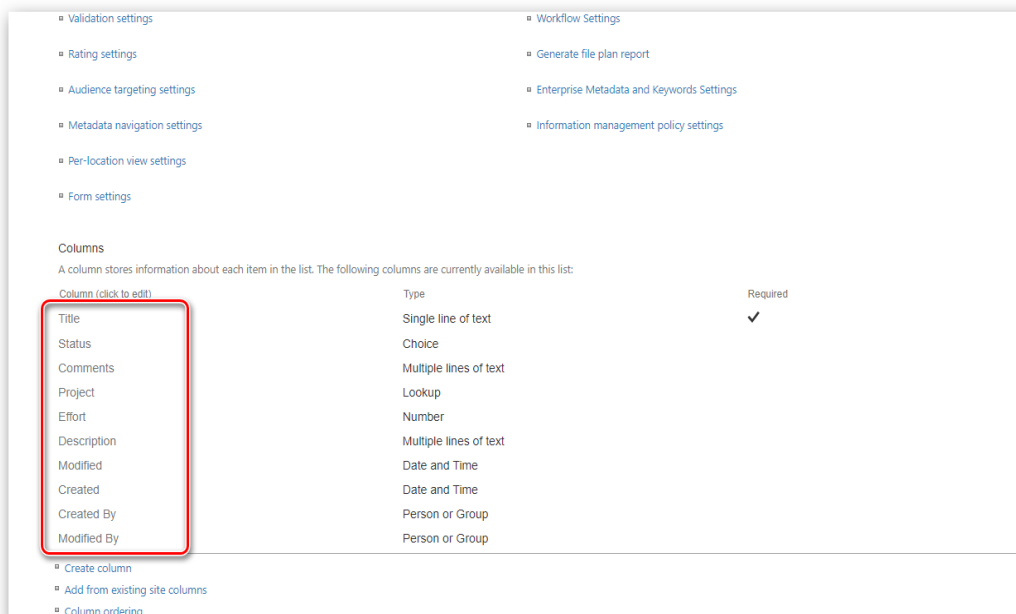 Validation settings
Workflow Settings
Rating settings
Generate file plan report
Audience targeting settings
Enterprise Metadata and Keywords Settings
Metadata navigation settings
Information management policy settings
Per-location view settings
Form settings
Columns
A column stores information about each item in the list. The following columns are currently available in this list:
Column (click to edit) Type Required
Title Single line of text
Status Choice
Comments Multiple lines of text
Project Lookup
Effort Number
Description Multiple lines of text
Modified Date and Time
Created Date and Time
Created By Person or Group
Modified By Person or Group
Create column
Add from existing site columns
Column ordering